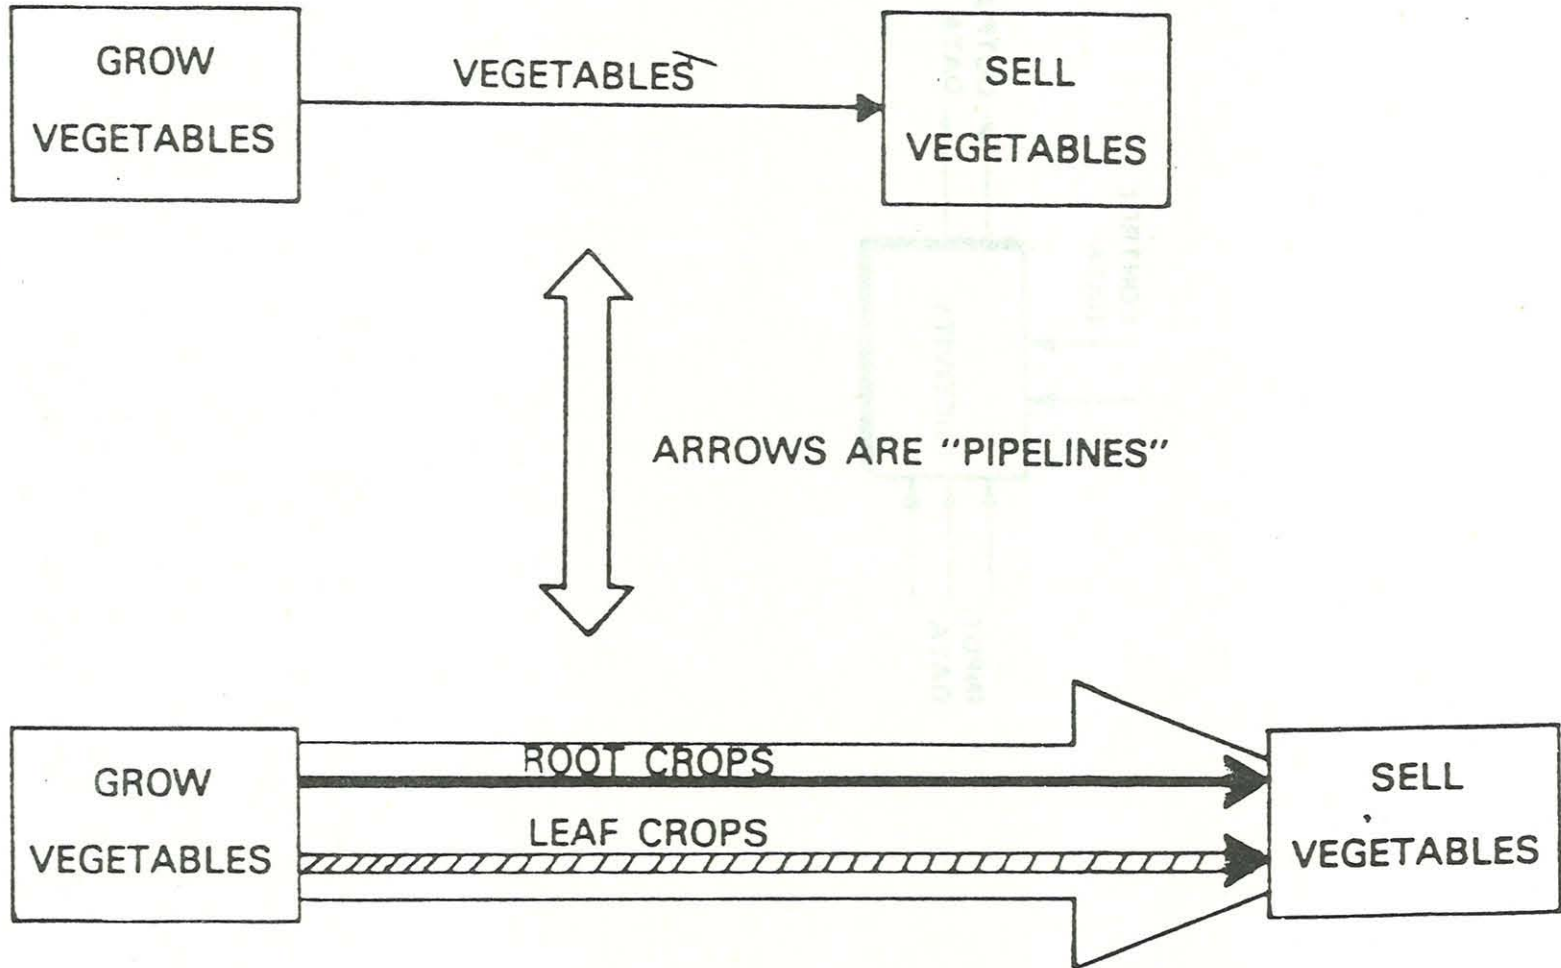 GROW
VEGETABLES
VEGETABLES
SELL
VEGETABLES
ARROWS ARE "PIPELINES"
GROW
VEGETABLES
ROOT CROPS
LEAF CROPS
SELL
VEGETABLES